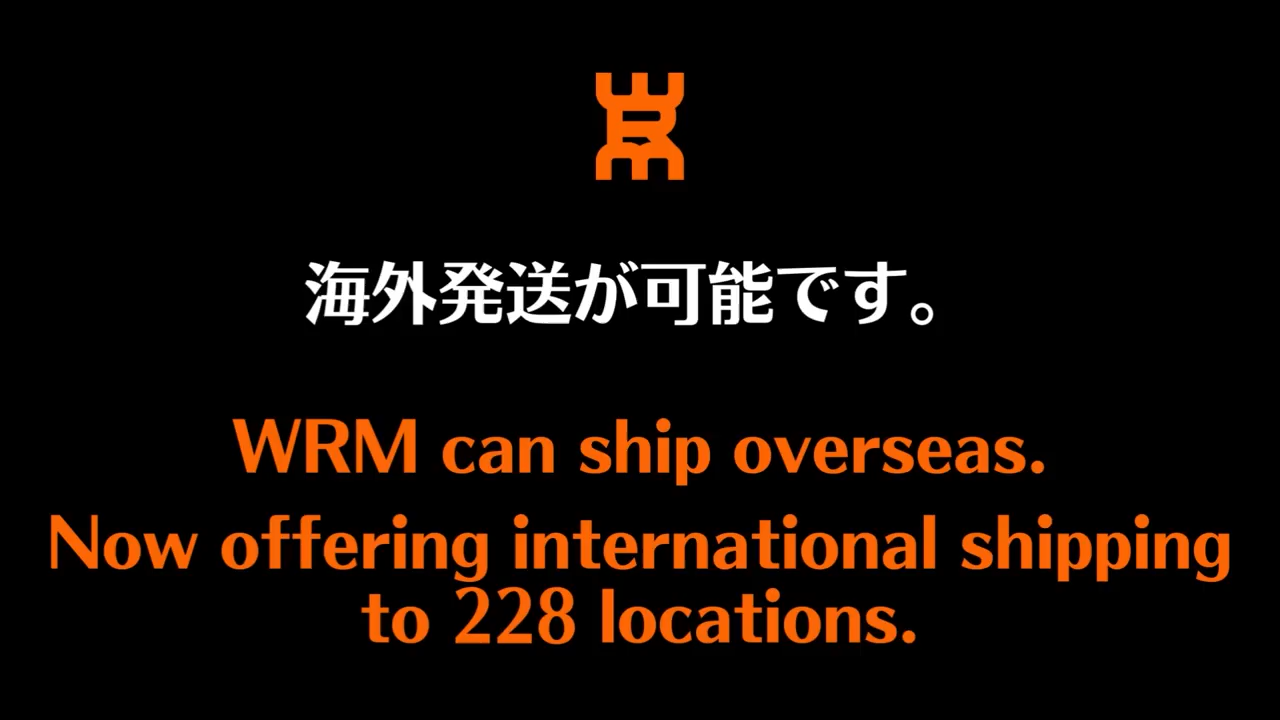 海外発送が可能です。
WRM can ship overseas.
Now offering international shipping
to 228 locations.